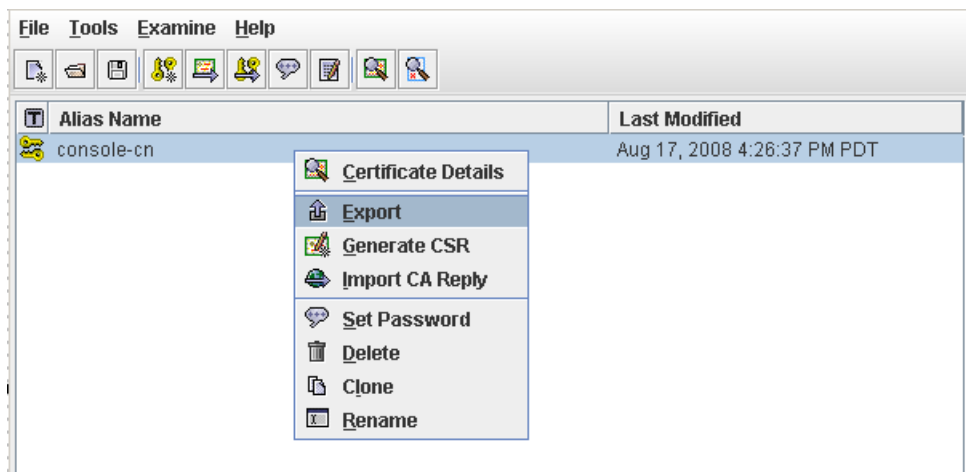 File Tools Examine Help
T Alias Name Last Modified
console-cn Aug 17, 2008 4:26:37 PM PDT
Certificate Details
Export
Generate CSR
Import CA Reply
Set Password
Delete
Clone
Rename